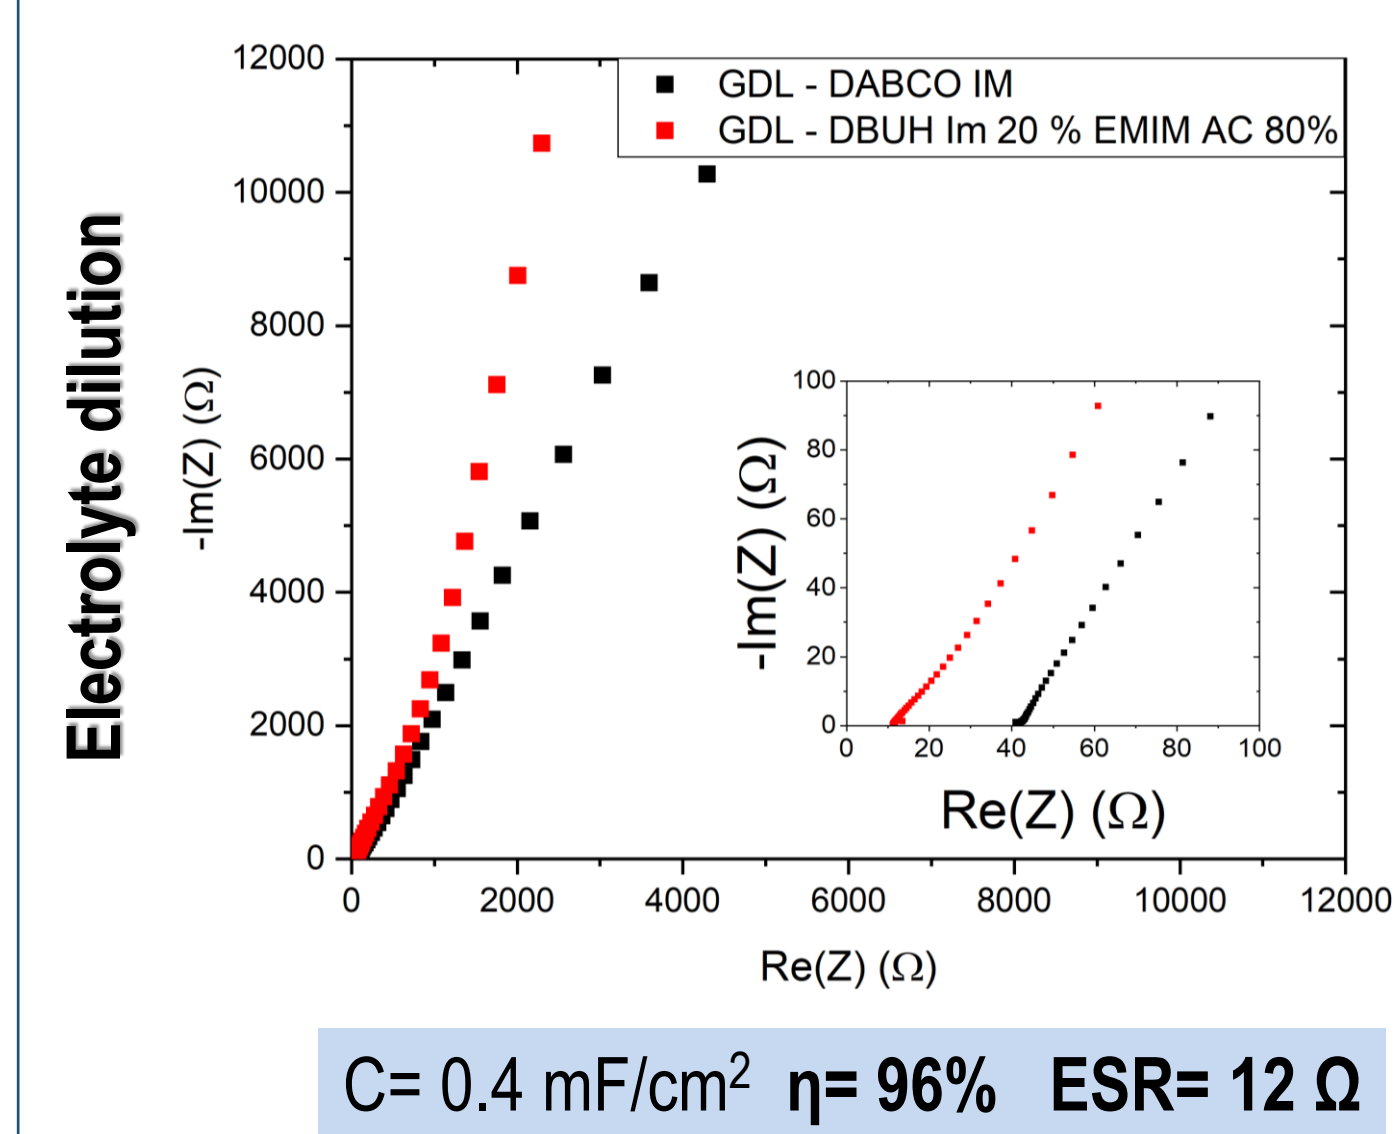 Electrolyte dilution
12000
10000
8000
6000
4000
2000
0
-Im(Z) (Ω)
GDL - DABCO IM
GDL - DBUH Im 20 % EMIM AC 80%
100
80
60
40
20
0
-Im(Z) (Ω)
0 20 40 60 80 100
Re(Z) (Ω)
0 2000 4000 6000 8000 10000 12000
Re(Z) (Ω)
C= 0.4 mF/cm² η= 96% ESR= 12 Ω